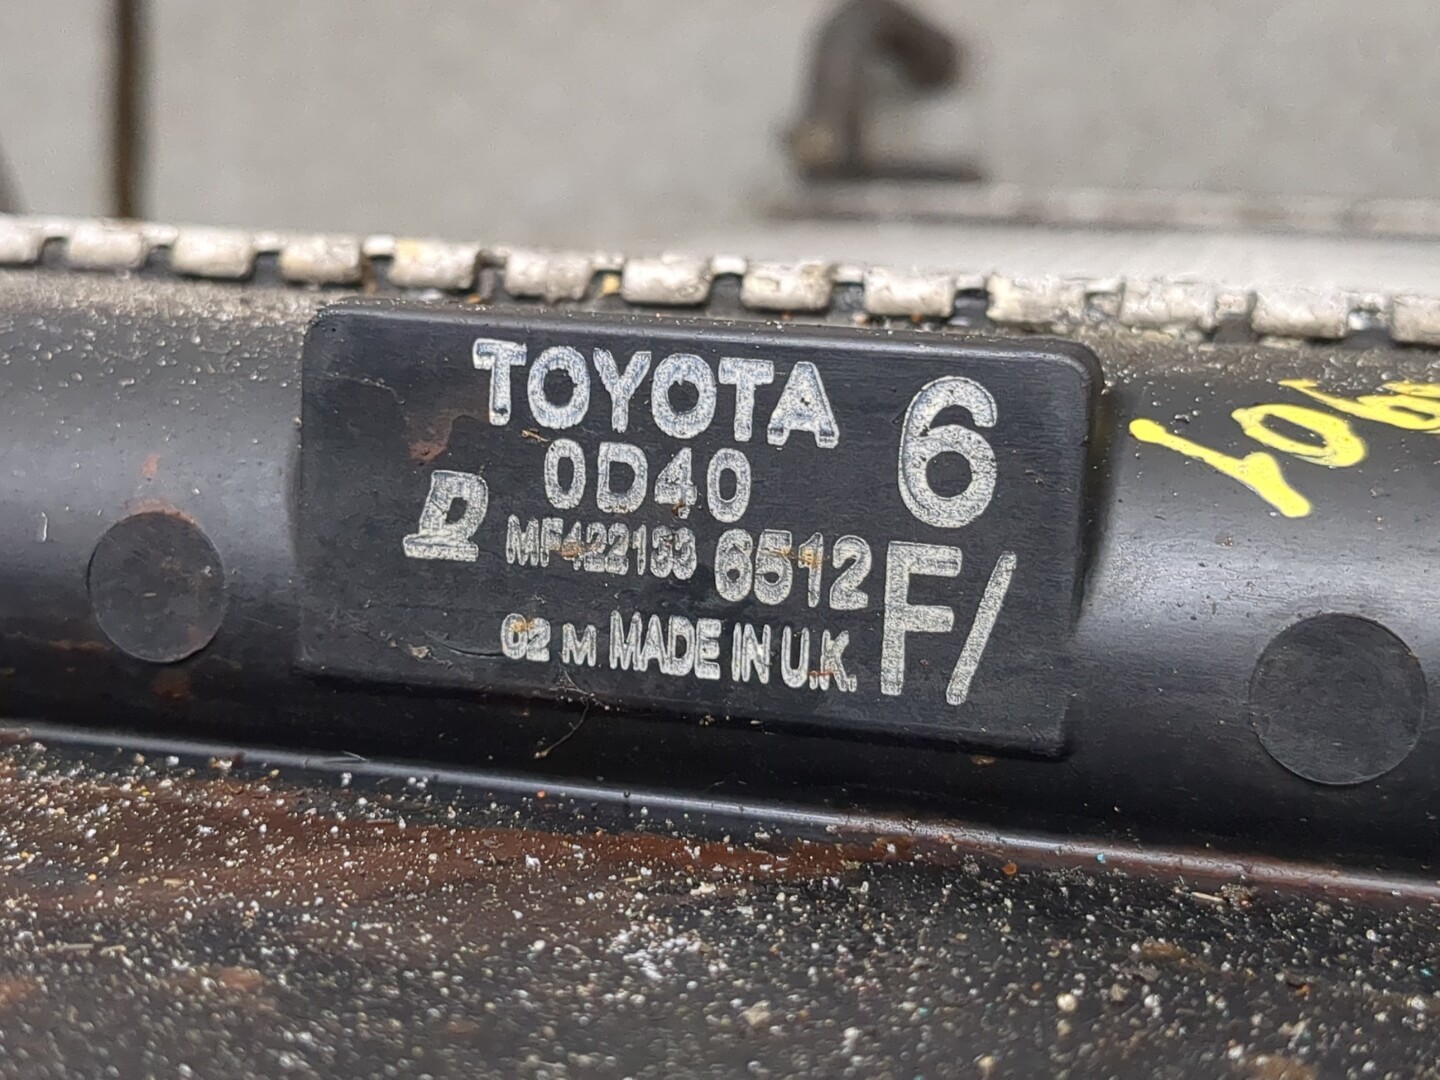 TOYOTA 6
0D40
D MF422133 6512 F/
02 M MADE IN U.K.